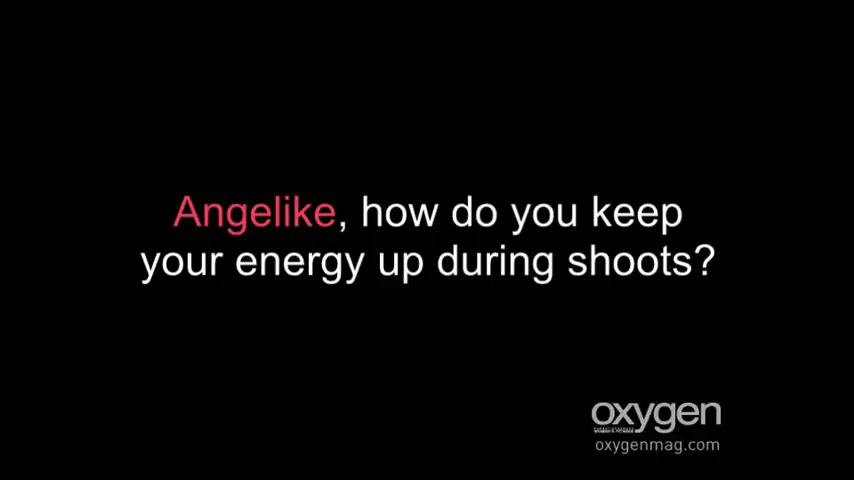 Angelike, how do you keep
your energy up during shoots?
oxygen
oxygenmag.com